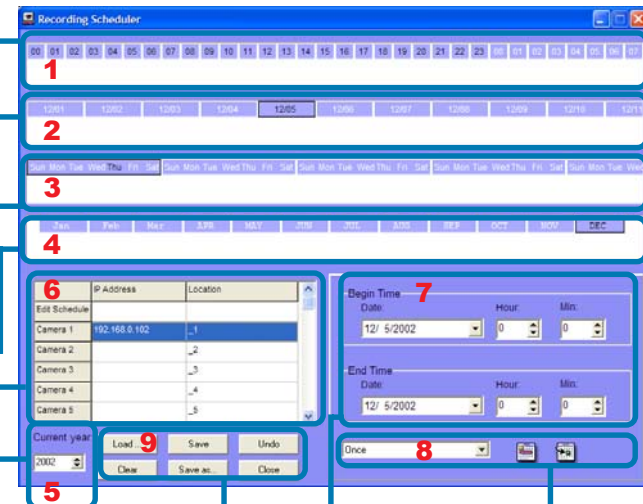 Recording Scheduler
00 01 02 03 04 05 06 07 08 09 10 11 12 13 14 15 16 17 18 19 20 21 22 23 00 01 02 03 04 05 06 07
1
12/01 12/02 12/03 12/04 12/05 12/06 12/07 12/08 12/09 12/10 12/11
2
Sun Mon Tue Wed Thu Fri Sat Sun Mon Tue Wed Thu Fri Sat Sun Mon Tue Wed Thu Fri Sat Sun Mon Tue Wed Thu Fri Sat Sun Mon Tue Wed
3
Jan Feb Mar APR MAY JUN JUL AUG SEP OCT NOV DEC
4
6
IP Address Location
Edit Schedule
Camera 1 192.168.0.102 _1
Camera 2 _2
Camera 3 _3
Camera 4 _4
Camera 5 _5
7
Begin Time
Date: Hour: Min:
12/ 5/2002 0 0
End Time
Date: Hour: Min:
12/ 5/2002 0 0
Current year:
2002
5
9
Load... Save Undo
Clear Save as... Close
Once
8